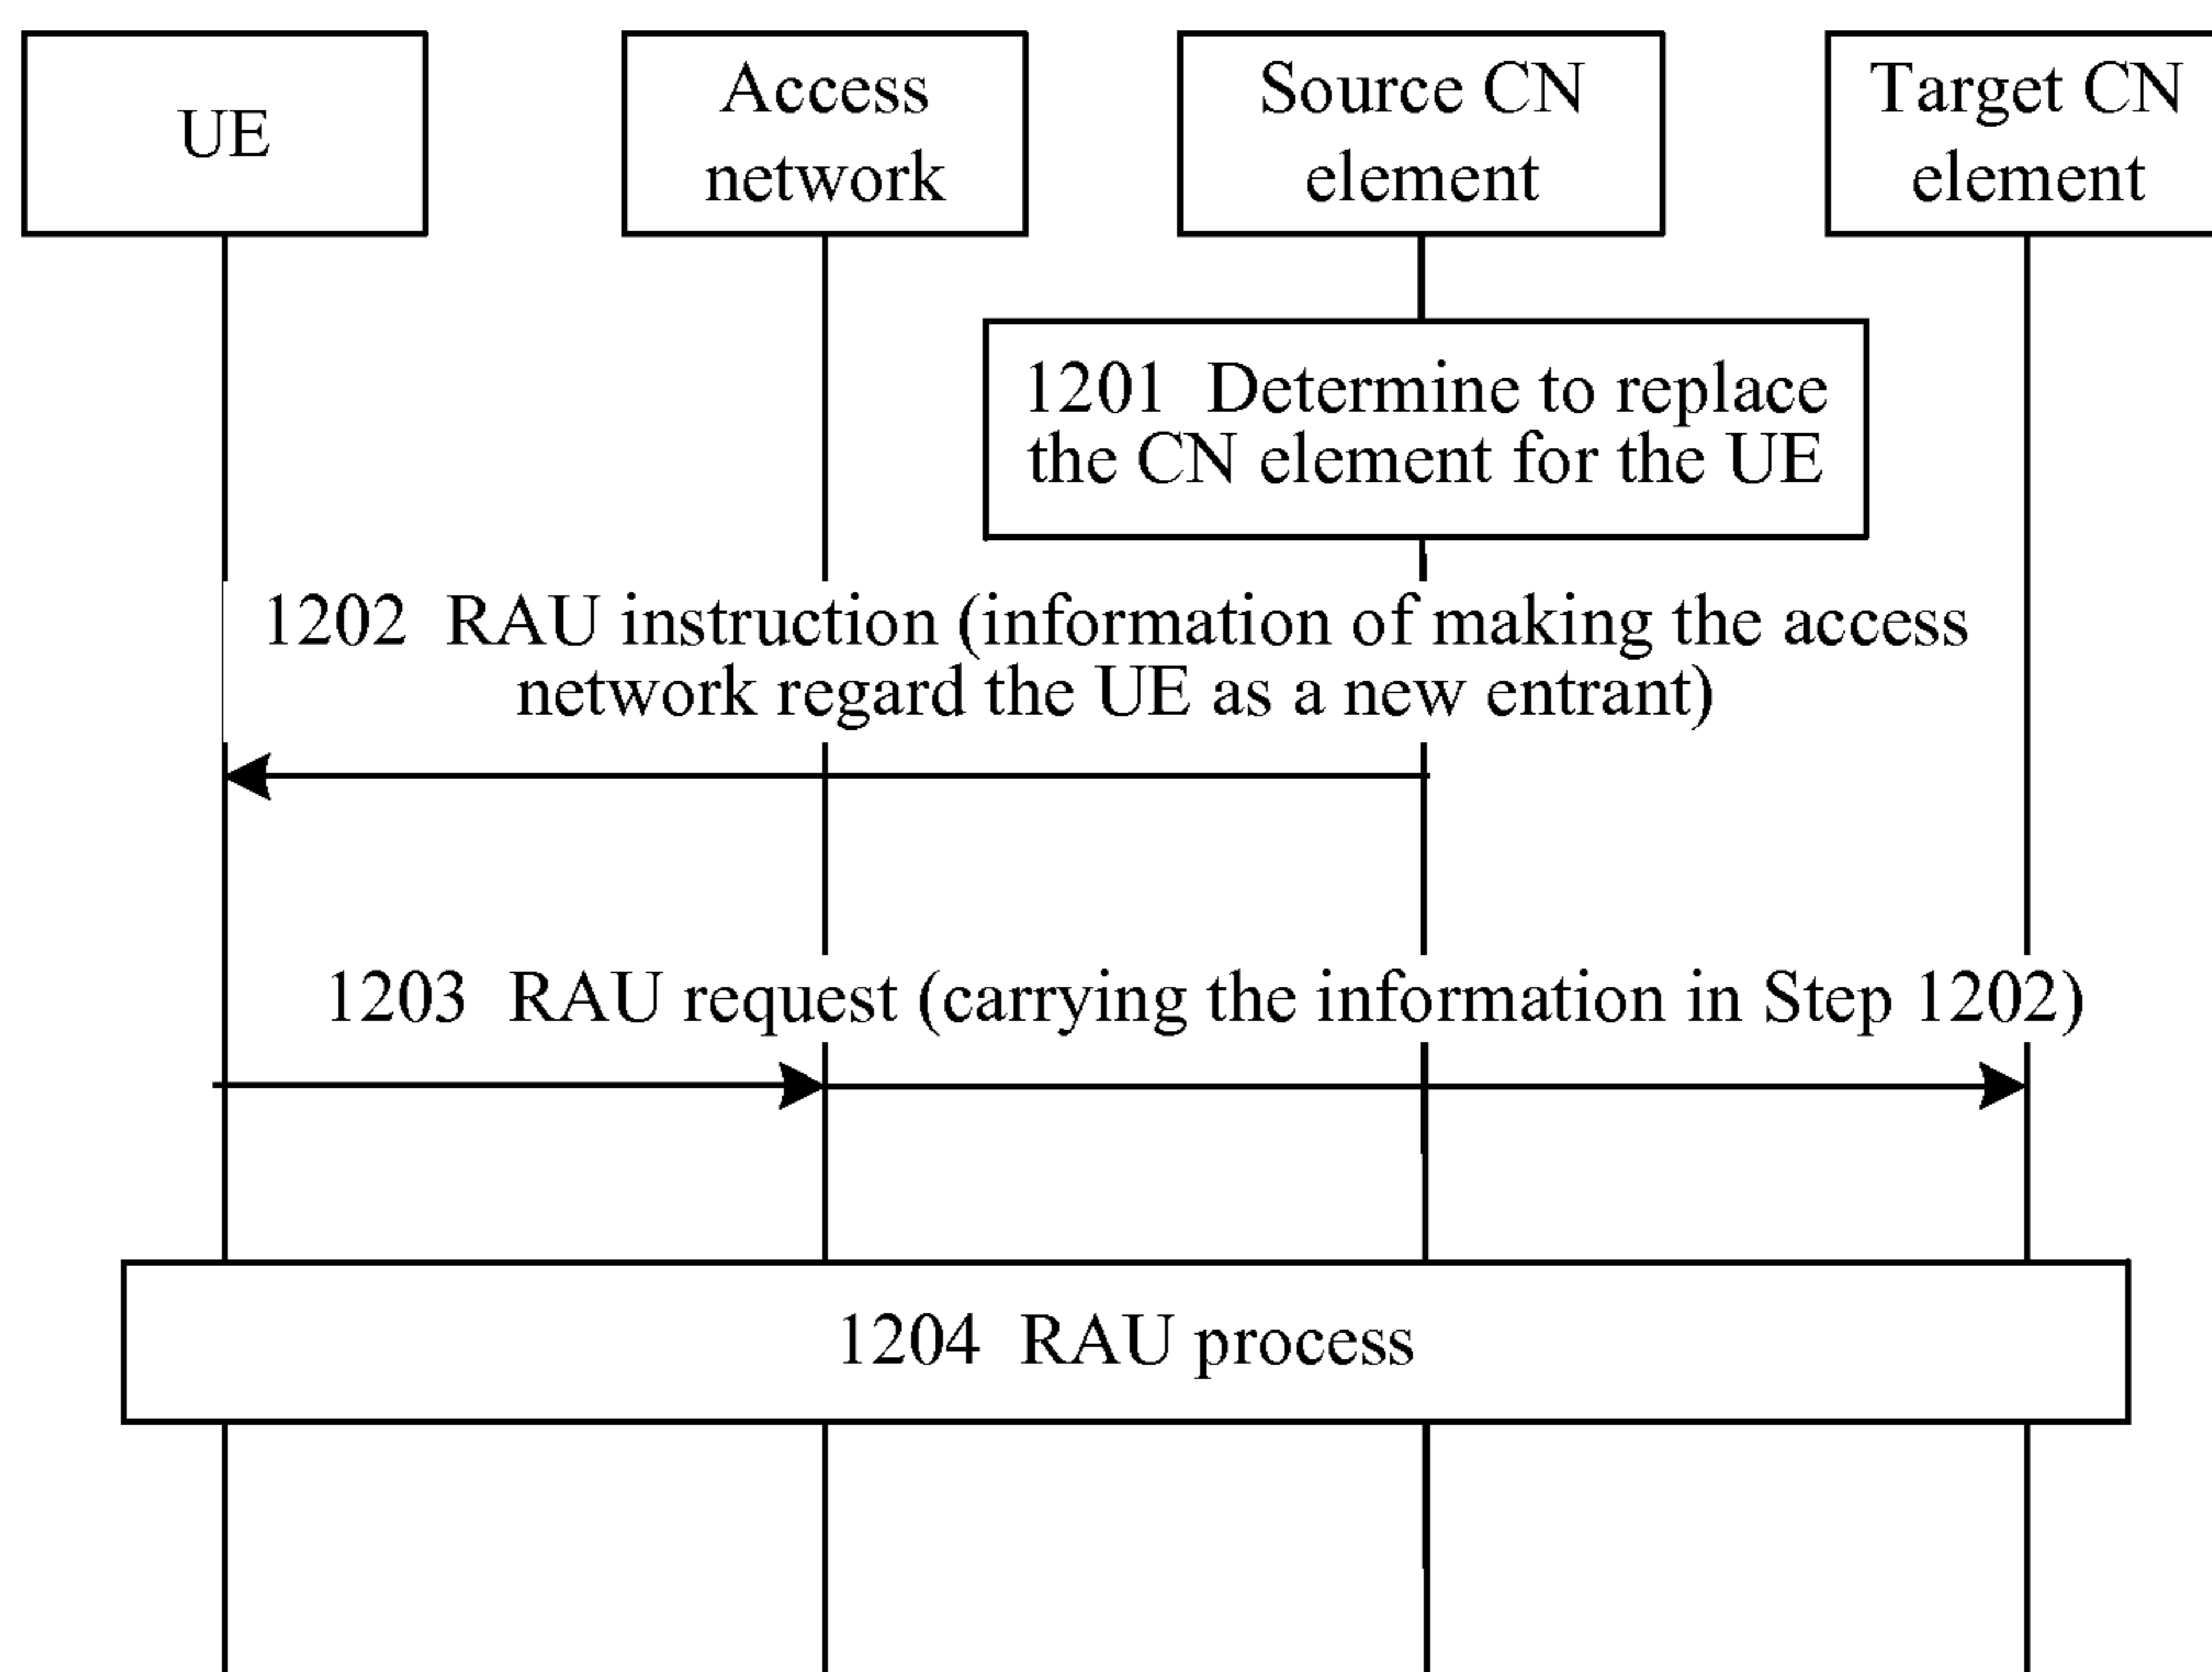 UE
Access
network
Source CN
element
Target CN
element
1201 Determine to replace
the CN element for the UE
1202 RAU instruction (information of making the access
network regard the UE as a new entrant)
1203 RAU request (carrying the information in Step 1202)
1204 RAU process